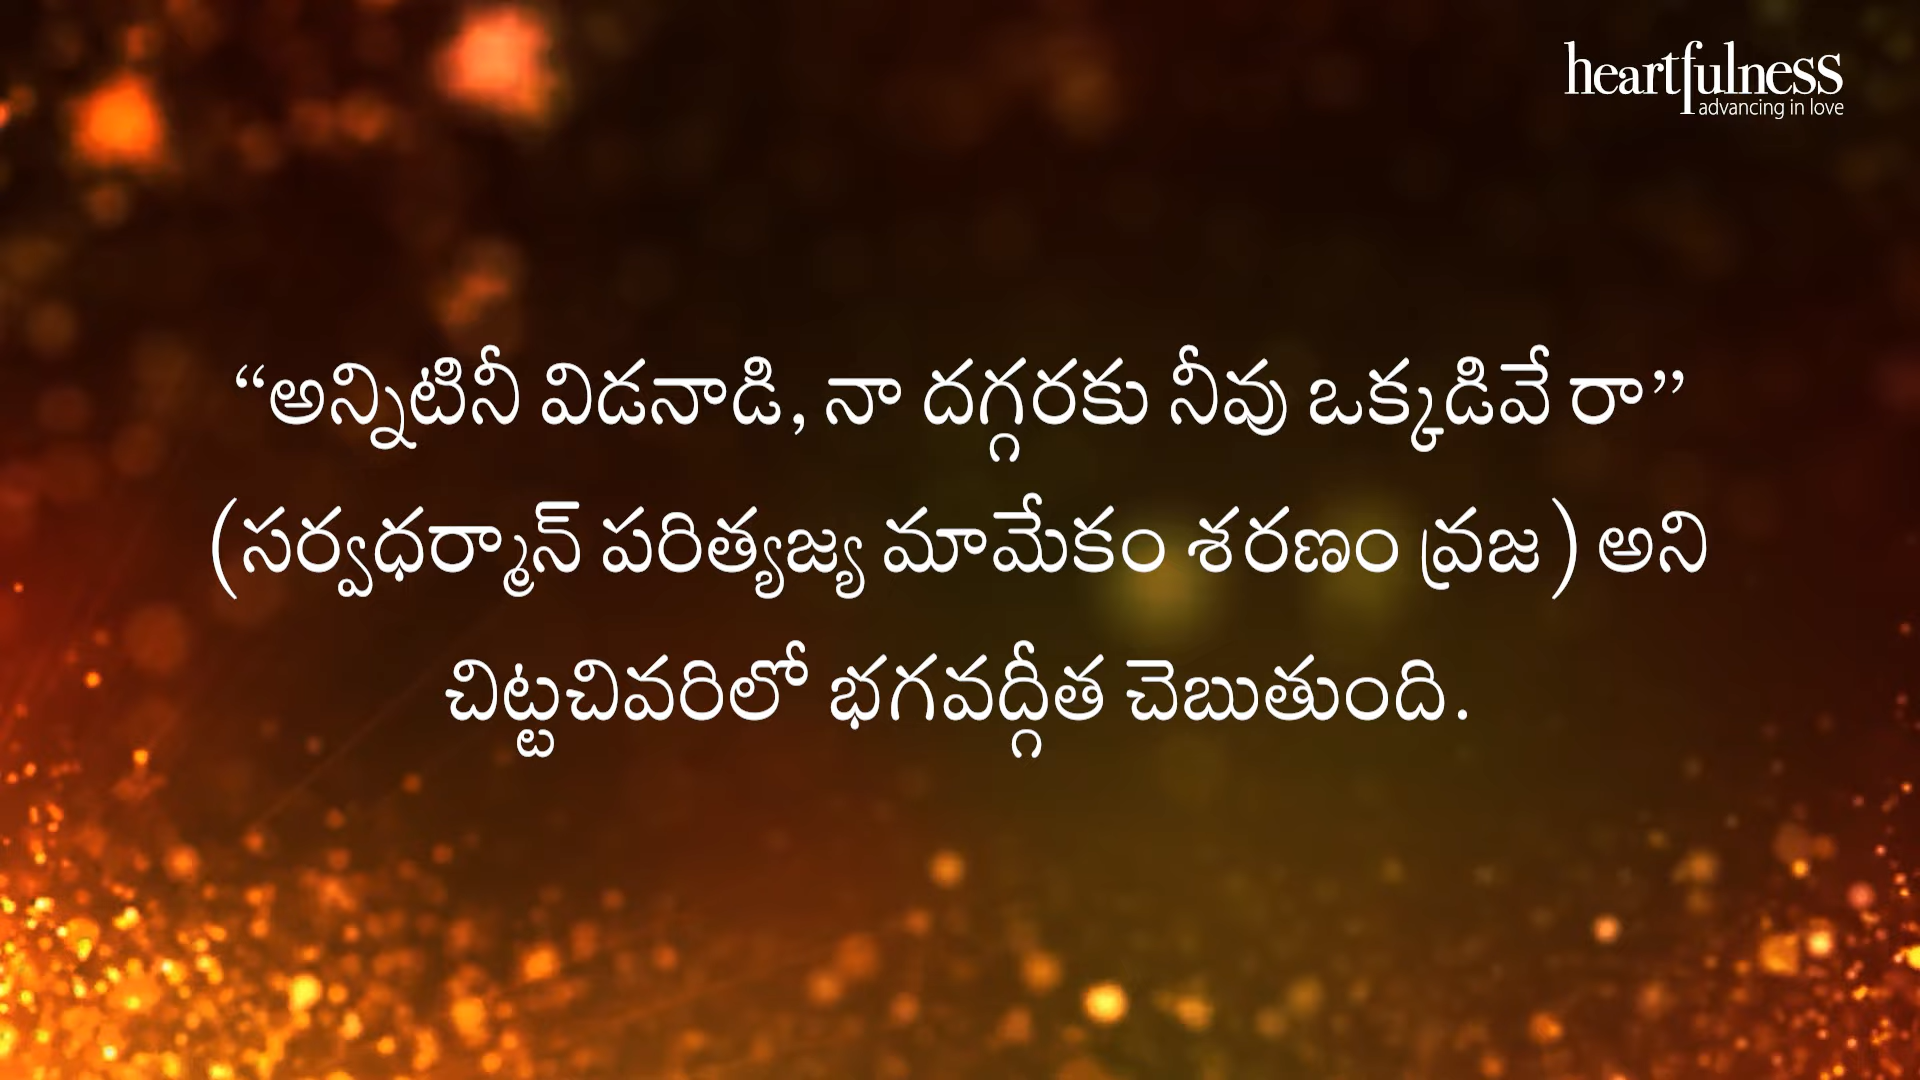 heartfulness
advancing in love
“అన్నిటినీ విడనాడి, నా దగ్గరకు నీవు ఒక్కడివే రా”
(సర్వధర్మాన్ పరిత్యజ్య మామేకం శరణం వ్రజ) అని
చిట్టచివరిలో భగవద్గీత చెబుతుంది.